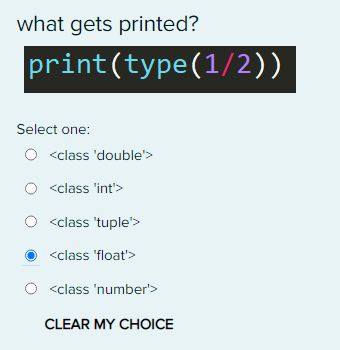 what gets printed?
print(type(1/2))
Select one:
<class 'double'>
<class 'int'>
<class 'tuple'>
<class 'float'>
<class 'number'>
CLEAR MY CHOICE